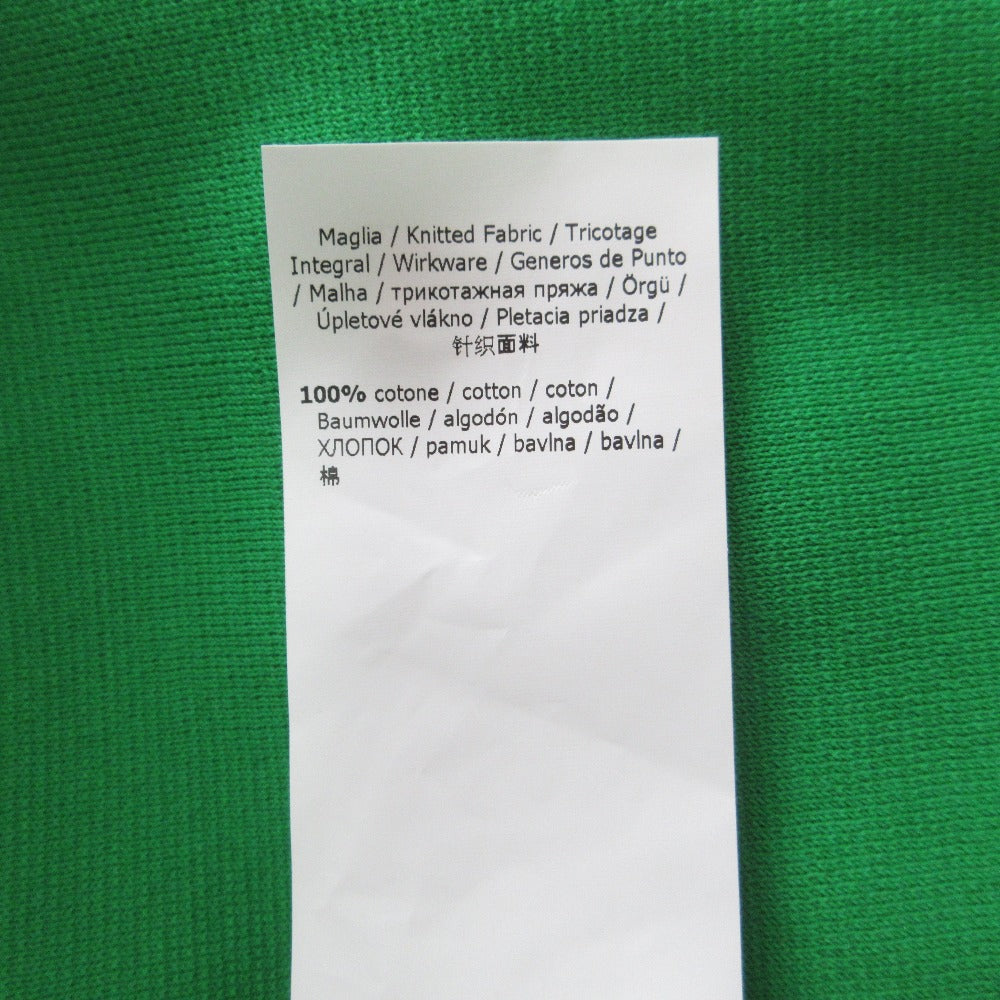 Maglia / Knitted Fabric / Tricotage
Integral / Wirkware / Generos de Punto
/ Malha / трикотажная пряжа / Örgü /
Úpletové vlákno / Pletacia priadza /
针织面料
100% cotone / cotton / coton /
Baumwolle / algodón / algodão /
ХЛОПОК / pamuk / bavlna / bavlna /
棉